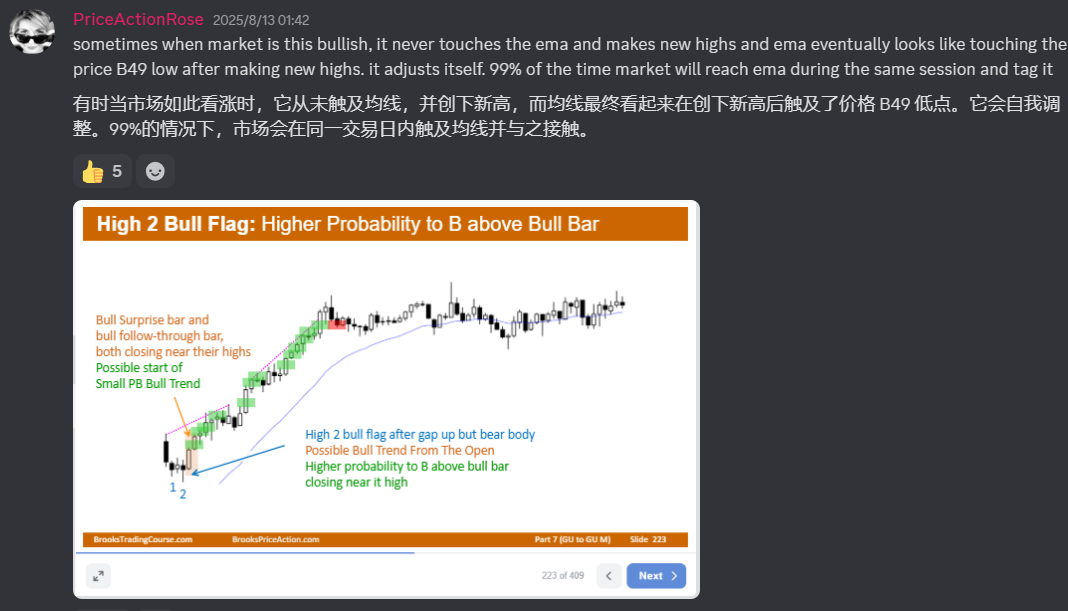 PriceActionRose 2025/8/13 01:42
sometimes when market is this bullish, it never touches the ema and makes new highs and ema eventually looks like touching the
price B49 low after making new highs. it adjusts itself. 99% of the time market will reach ema during the same session and tag it
有时当市场如此看涨时，它从未触及均线，并创下新高，而均线最终看起来在创下新高后触及了价格 B49 低点。它会自我调
整。99%的情况下，市场会在同一交易日内触及均线并与之接触。
5
High 2 Bull Flag: Higher Probability to B above Bull Bar
Bull Surprise bar and
bull follow-through bar,
both closing near their highs
Possible start of
Small PB Bull Trend
High 2 bull flag after gap up but bear body
Possible Bull Trend From The Open
Higher probability to B above bull bar
closing near it high
1
2
BrooksTradingCourse.com BrooksPriceAction.com Part 7 (GU to GU M) Slide 223
223 of 409 Next